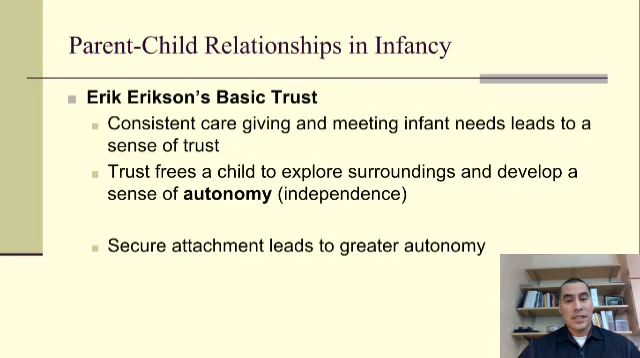 Parent-Child Relationships in Infancy
Erik Erikson's Basic Trust
Consistent care giving and meeting infant needs leads to a
sense of trust
Trust frees a child to explore surroundings and develop a
sense of autonomy (independence)
Secure attachment leads to greater autonomy